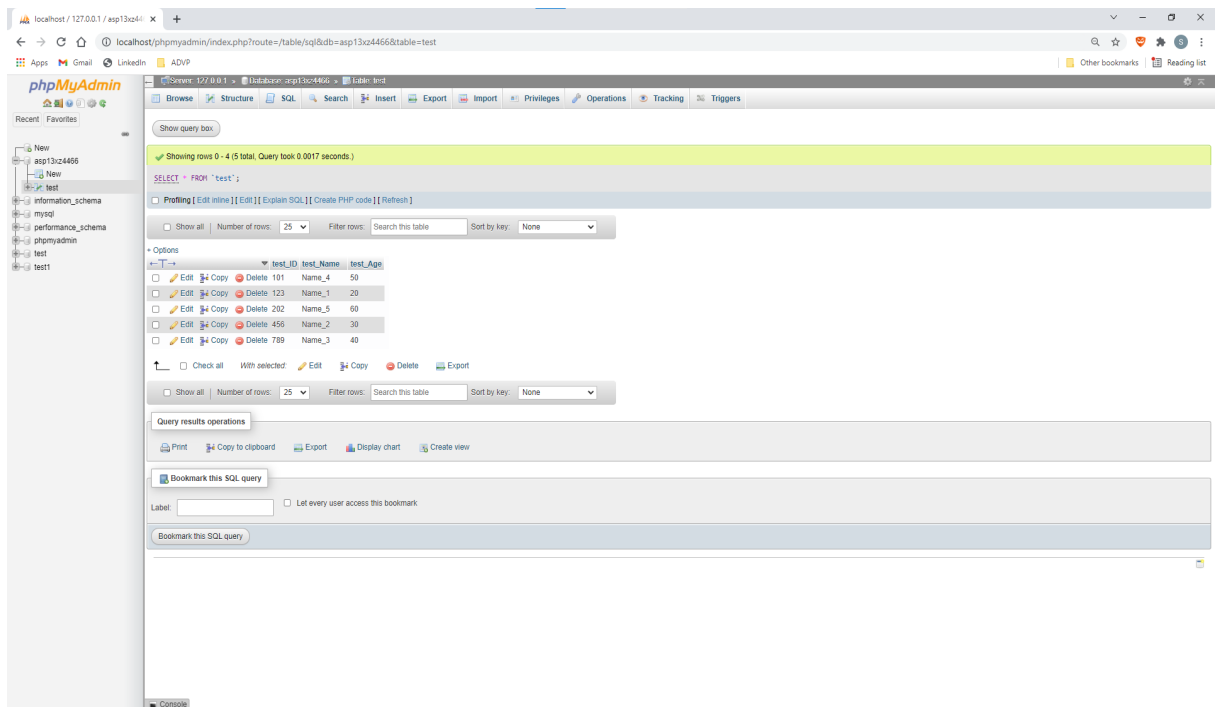 localhost / 127.0.0.1 / asp13xz44
localhost/phpmyadmin/index.php?route=/table/sql&db=asp13xz4466&table=test
S
Apps Gmail LinkedIn ADVP Other bookmarks Reading list
phpMyAdmin
Recent Favorites
New
asp13xz4466
New
test
information_schema
mysql
performance_schema
phpmyadmin
test
test1
Server: 127.0.0.1 » Database: asp13xz4466 » Table: test
Browse Structure SQL Search Insert Export Import Privileges Operations Tracking Triggers
Show query box
Showing rows 0 - 4 (5 total, Query took 0.0017 seconds.)
SELECT * FROM `test`;
Profiling [ Edit inline ] [ Edit ] [ Explain SQL ] [ Create PHP code ] [ Refresh ]
Show all | Number of rows: 25 Filter rows: Search this table Sort by key: None
+ Options
←T→ ▼ test_ID test_Name test_Age
Edit Copy Delete 101 Name_4 50
Edit Copy Delete 123 Name_1 20
Edit Copy Delete 202 Name_5 60
Edit Copy Delete 456 Name_2 30
Edit Copy Delete 789 Name_3 40
Check all With selected: Edit Copy Delete Export
Show all | Number of rows: 25 Filter rows: Search this table Sort by key: None
Query results operations
Print Copy to clipboard Export Display chart Create view
Bookmark this SQL query
Label: Let every user access this bookmark
Bookmark this SQL query
Console